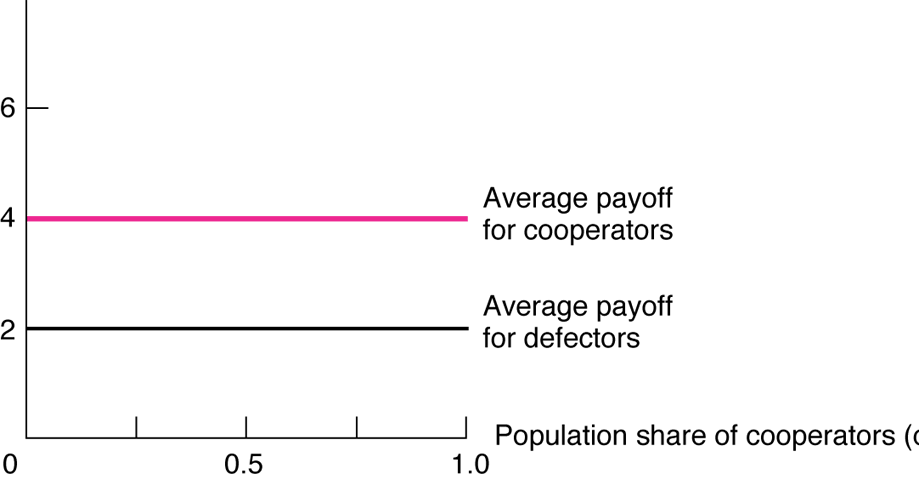 6
4
Average payoff
for cooperators
2
Average payoff
for defectors
Population share of cooperators (
0
0.5
1.0